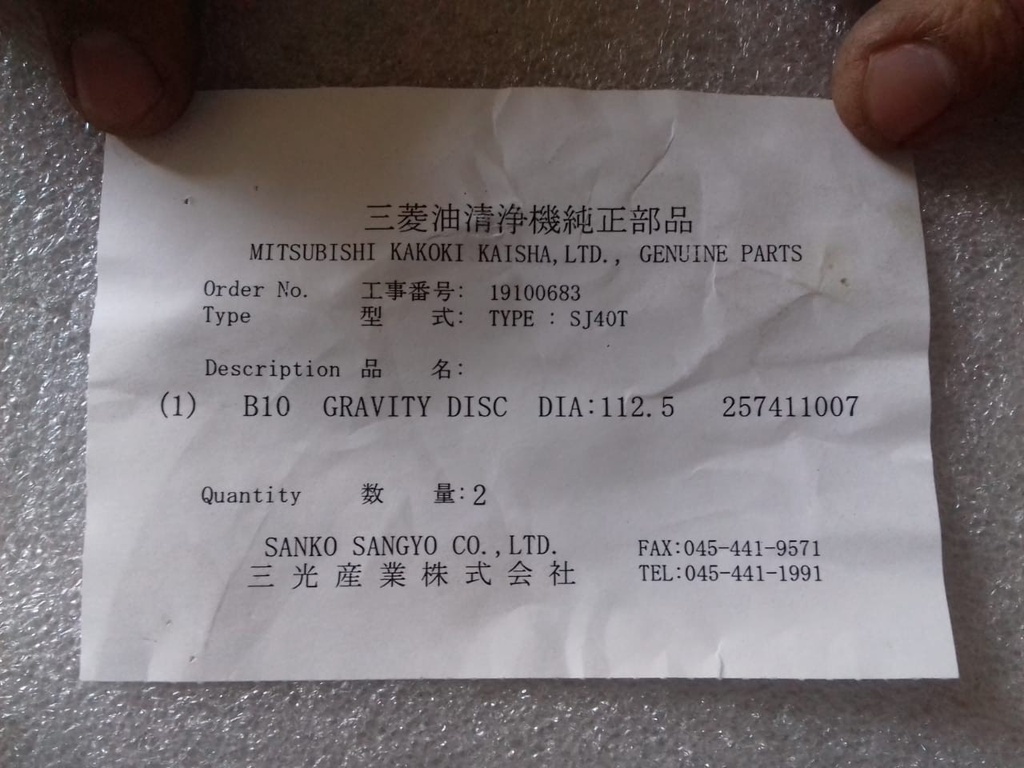 三菱油清浄機純正部品
MITSUBISHI KAKOKI KAISHA,LTD., GENUINE PARTS
Order No. 工事番号: 19100683
Type 型 式: TYPE : SJ40T
Description 品 名:
(1) B10 GRAVITY DISC DIA:112.5 257411007
Quantity 数 量:2
SANKO SANGYO CO.,LTD. FAX:045-441-9571
三光産業株式会社 TEL:045-441-1991